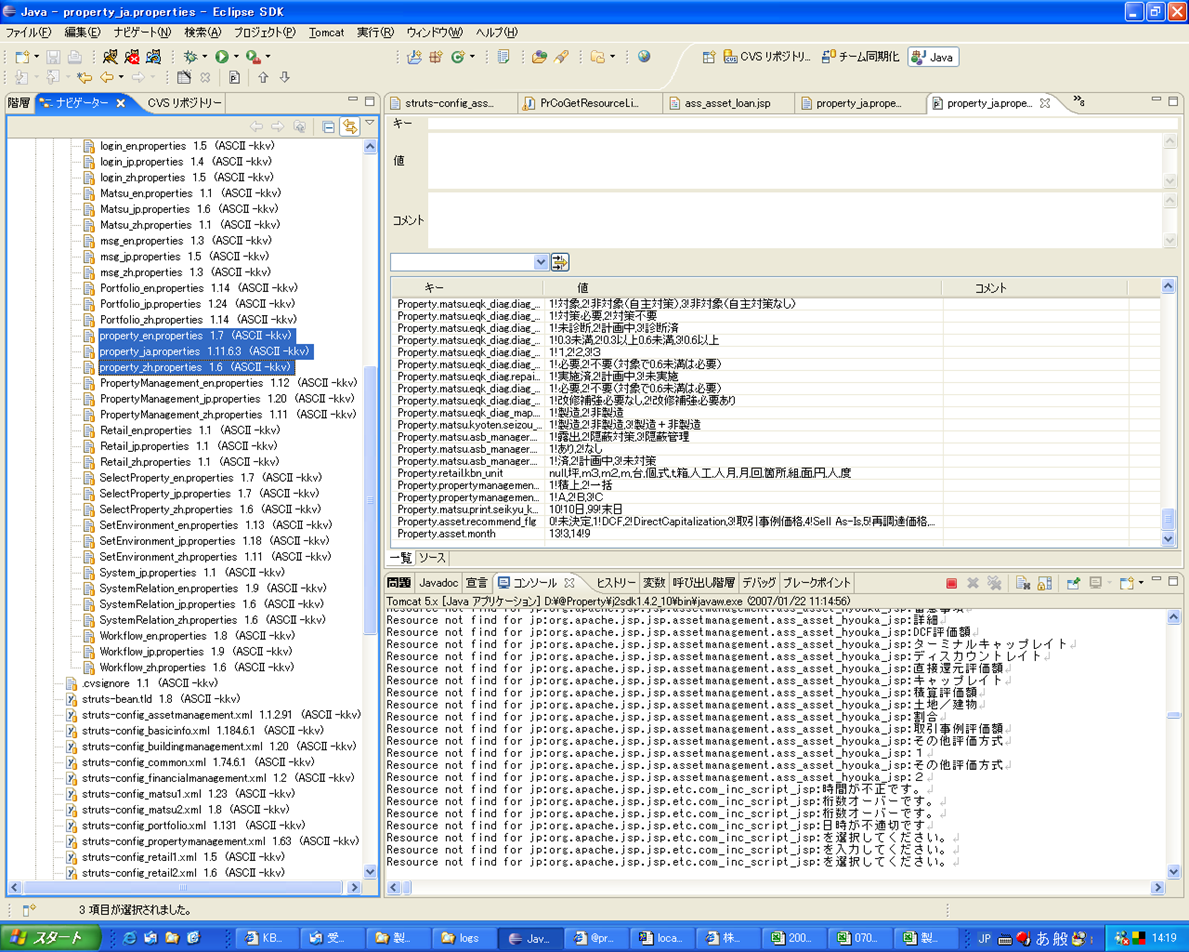 Java - property_ja.properties - Eclipse SDK
ファイル(F) 編集(E) ナビゲート(N) 検索(A) プロジェクト(P) Tomcat 実行(R) ウィンドウ(W) ヘルプ(H)
CVS リポジトリ... チーム同期化 Java
階層 ナビゲーター CVS リポジトリー
login_en.properties 1.5 (ASCII -kkv)
login_jp.properties 1.4 (ASCII -kkv)
login_zh.properties 1.5 (ASCII -kkv)
Matsu_en.properties 1.1 (ASCII -kkv)
Matsu_jp.properties 1.6 (ASCII -kkv)
Matsu_zh.properties 1.1 (ASCII -kkv)
msg_en.properties 1.3 (ASCII -kkv)
msg_jp.properties 1.5 (ASCII -kkv)
msg_zh.properties 1.3 (ASCII -kkv)
Portfolio_en.properties 1.14 (ASCII -kkv)
Portfolio_jp.properties 1.24 (ASCII -kkv)
Portfolio_zh.properties 1.14 (ASCII -kkv)
property_en.properties 1.7 (ASCII -kkv)
property_ja.properties 1.11.6.3 (ASCII -kkv)
property_zh.properties 1.6 (ASCII -kkv)
PropertyManagement_en.properties 1.12 (ASCII -kkv)
PropertyManagement_jp.properties 1.20 (ASCII -kkv)
PropertyManagement_zh.properties 1.11 (ASCII -kkv)
Retail_en.properties 1.1 (ASCII -kkv)
Retail_jp.properties 1.1 (ASCII -kkv)
Retail_zh.properties 1.1 (ASCII -kkv)
SelectProperty_en.properties 1.7 (ASCII -kkv)
SelectProperty_jp.properties 1.7 (ASCII -kkv)
SelectProperty_zh.properties 1.6 (ASCII -kkv)
SetEnvironment_en.properties 1.13 (ASCII -kkv)
SetEnvironment_jp.properties 1.18 (ASCII -kkv)
SetEnvironment_zh.properties 1.11 (ASCII -kkv)
System_jp.properties 1.1 (ASCII -kkv)
SystemRelation_en.properties 1.9 (ASCII -kkv)
SystemRelation_jp.properties 1.6 (ASCII -kkv)
SystemRelation_zh.properties 1.6 (ASCII -kkv)
Workflow_en.properties 1.8 (ASCII -kkv)
Workflow_jp.properties 1.9 (ASCII -kkv)
Workflow_zh.properties 1.6 (ASCII -kkv)
.cvsignore 1.1 (ASCII -kkv)
struts-bean.tld 1.8 (ASCII -kkv)
struts-config_assetmanagement.xml 1.1.2.91 (ASCII -kkv)
struts-config_basicinfo.xml 1.184.6.1 (ASCII -kkv)
struts-config_buildingmanagement.xml 1.20 (ASCII -kkv)
struts-config_common.xml 1.74.6.1 (ASCII -kkv)
struts-config_financialmanagement.xml 1.2 (ASCII -kkv)
struts-config_matsu1.xml 1.23 (ASCII -kkv)
struts-config_matsu2.xml 1.8 (ASCII -kkv)
struts-config_portfolio.xml 1.131 (ASCII -kkv)
struts-config_propertymanagement.xml 1.63 (ASCII -kkv)
struts-config_retail1.xml 1.5 (ASCII -kkv)
struts-config_retail2.xml 1.6 (ASCII -kkv)
struts-config_ass... PrCoGetResourceLi... ass_asset_loan.jsp property_ja.prope... property_ja.prope... »8
キー
値
コメント
キー 値 コメント
Property.matsu.eqk_diag.diag_... 1!対象,2!非対象(自主対策),3!非対象(自主対策なし)
Property.matsu.eqk_diag.diag_... 1!対策必要,2!対策不要
Property.matsu.eqk_diag.diag_... 1!未診断,2!計画中,3!診断済
Property.matsu.eqk_diag.diag_... 1!0.3未満,2!0.3以上0.6未満,3!0.6以上
Property.matsu.eqk_diag.diag_... 1!1,2!2,3!3
Property.matsu.eqk_diag.diag_... 1!必要,2!不要(対象で0.6未満は必要)
Property.matsu.eqk_diag.repai... 1!実施済,2!計画中,3!未実施
Property.matsu.eqk_diag.diag_... 1!必要,2!不要(対象で0.6未満は必要)
Property.matsu.eqk_diag.diag_... 1!改修補強必要なし,2!改修補強必要あり
Property.matsu.eqk_diag_map... 1!製造,2!非製造
Property.matsu.kyoten.seizou_... 1!製造,2!非製造,3!製造＋非製造
Property.matsu.asb_manager... 1!露出,2!隠蔽対策,3!隠蔽管理
Property.matsu.asb_manager... 1!あり,2!なし
Property.matsu.asb_manager... 1!済,2!計画中,3!未対策
Property.retail.kbn_unit null,坪,m3,m2,m,台,個,式,t,箱,人工,人月,月,回,箇所,組,面,円,人,度
Property.propertymanagemen... 1!積上,2!一括
Property.propertymanagemen... 1!A,2!B,3!C
Property.matsu.print.seikyu_k... 10!10日,99!末日
Property.asset.recommend_flg 0!未決定,1!DCF,2!DirectCapitalization,3!取引事例価格,4!Sell As-Is,5!再調達価格,...
Property.asset.month 13!3,14!9
一覧 ソース
問題 Javadoc 宣言 コンソール ヒストリー 変数 呼び出し階層 デバッグ ブレークポイント
Tomcat 5.x [Java アプリケーション] D:¥@Property¥j2sdk1.4.2_10¥bin¥javaw.exe (2007/01/22 11:14:56)
Resource not find for jp:org.apache.jsp.jsp.assetmanagement.ass_asset_hyouka_jsp:留意事項
Resource not find for jp:org.apache.jsp.jsp.assetmanagement.ass_asset_hyouka_jsp:詳細
Resource not find for jp:org.apache.jsp.jsp.assetmanagement.ass_asset_hyouka_jsp:DCF評価額
Resource not find for jp:org.apache.jsp.jsp.assetmanagement.ass_asset_hyouka_jsp:ターミナルキャップレイト
Resource not find for jp:org.apache.jsp.jsp.assetmanagement.ass_asset_hyouka_jsp:ディスカウントレイト
Resource not find for jp:org.apache.jsp.jsp.assetmanagement.ass_asset_hyouka_jsp:直接還元評価額
Resource not find for jp:org.apache.jsp.jsp.assetmanagement.ass_asset_hyouka_jsp:キャップレイト
Resource not find for jp:org.apache.jsp.jsp.assetmanagement.ass_asset_hyouka_jsp:積算評価額
Resource not find for jp:org.apache.jsp.jsp.assetmanagement.ass_asset_hyouka_jsp:土地／建物
Resource not find for jp:org.apache.jsp.jsp.assetmanagement.ass_asset_hyouka_jsp:割合
Resource not find for jp:org.apache.jsp.jsp.assetmanagement.ass_asset_hyouka_jsp:取引事例評価額
Resource not find for jp:org.apache.jsp.jsp.assetmanagement.ass_asset_hyouka_jsp:その他評価方式
Resource not find for jp:org.apache.jsp.jsp.assetmanagement.ass_asset_hyouka_jsp:１
Resource not find for jp:org.apache.jsp.jsp.assetmanagement.ass_asset_hyouka_jsp:その他評価方式
Resource not find for jp:org.apache.jsp.jsp.assetmanagement.ass_asset_hyouka_jsp:２
Resource not find for jp:org.apache.jsp.jsp.etc.com_inc_script_jsp:時間が不正です。
Resource not find for jp:org.apache.jsp.jsp.etc.com_inc_script_jsp:桁数オーバーです。
Resource not find for jp:org.apache.jsp.jsp.etc.com_inc_script_jsp:桁数オーバーです。
Resource not find for jp:org.apache.jsp.jsp.etc.com_inc_script_jsp:日時が不適切です
Resource not find for jp:org.apache.jsp.jsp.etc.com_inc_script_jsp:を選択してください。
Resource not find for jp:org.apache.jsp.jsp.etc.com_inc_script_jsp:を入力してください。
Resource not find for jp:org.apache.jsp.jsp.etc.com_inc_script_jsp:を選択してください。
3 項目が選択されました。
スタート KB... 受... 製... logs Jav... @pr... loca... 株... 200... 070... 製... JP あ 般 14:19